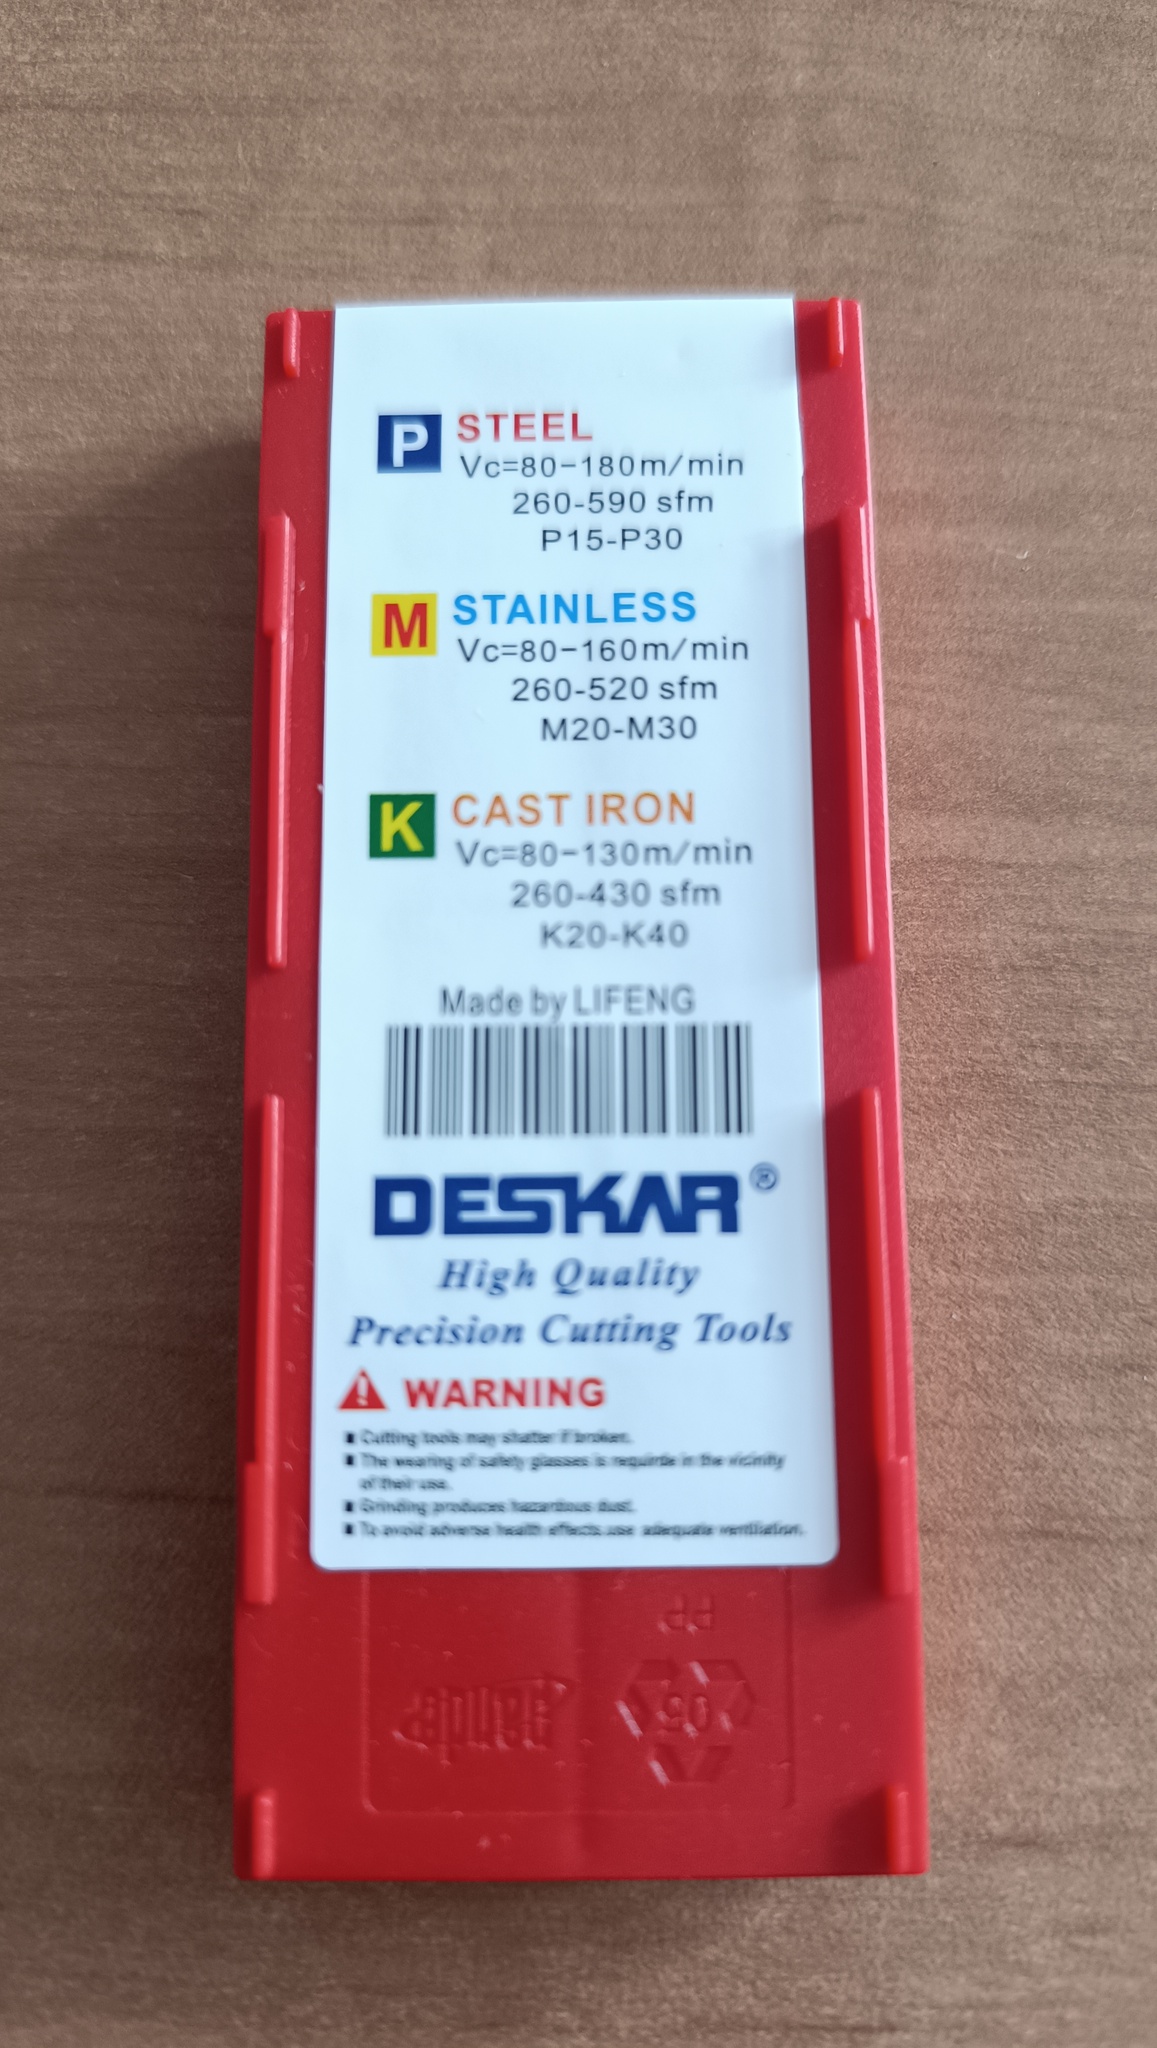 P STEEL
Vc=80-180m/min
260-590 sfm
P15-P30
M STAINLESS
Vc=80-160m/min
260-520 sfm
M20-M30
K CAST IRON
Vc=80-130m/min
260-430 sfm
K20-K40
Made by LIFENG
DESKAR®
High Quality
Precision Cutting Tools
WARNING
Cutting tools may shatter if broken.
The wearing of safety glasses is requirde in the vicinity
of their use.
Grinding produces hazardous dust.
To avoid adverse health effects use adequate ventilation.
PP
05